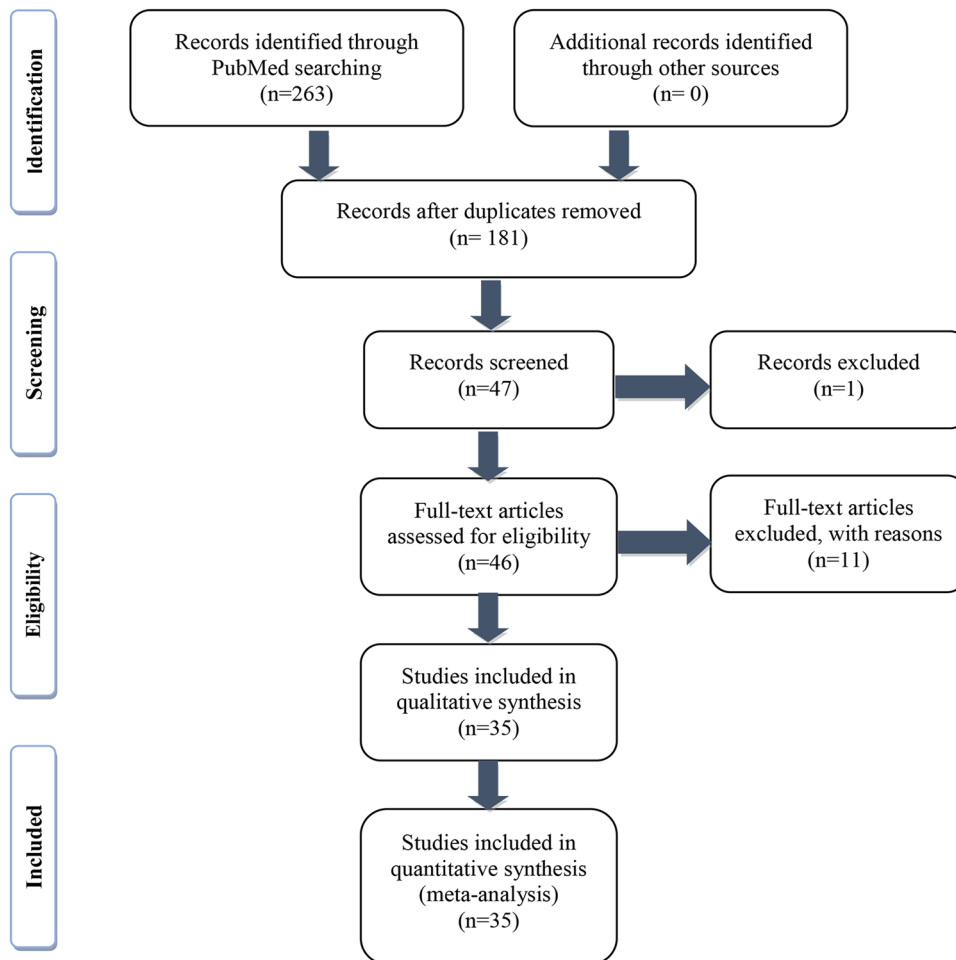 Identification
Records identified through
PubMed searching
(n=263)
Additional records identified
through other sources
(n= 0)
Records after duplicates removed
(n= 181)
Screening
Records screened
(n=47)
Records excluded
(n=1)
Eligibility
Full-text articles
assessed for eligibility
(n=46)
Full-text articles
excluded, with reasons
(n=11)
Studies included in
qualitative synthesis
(n=35)
Included
Studies included in
quantitative synthesis
(meta-analysis)
(n=35)